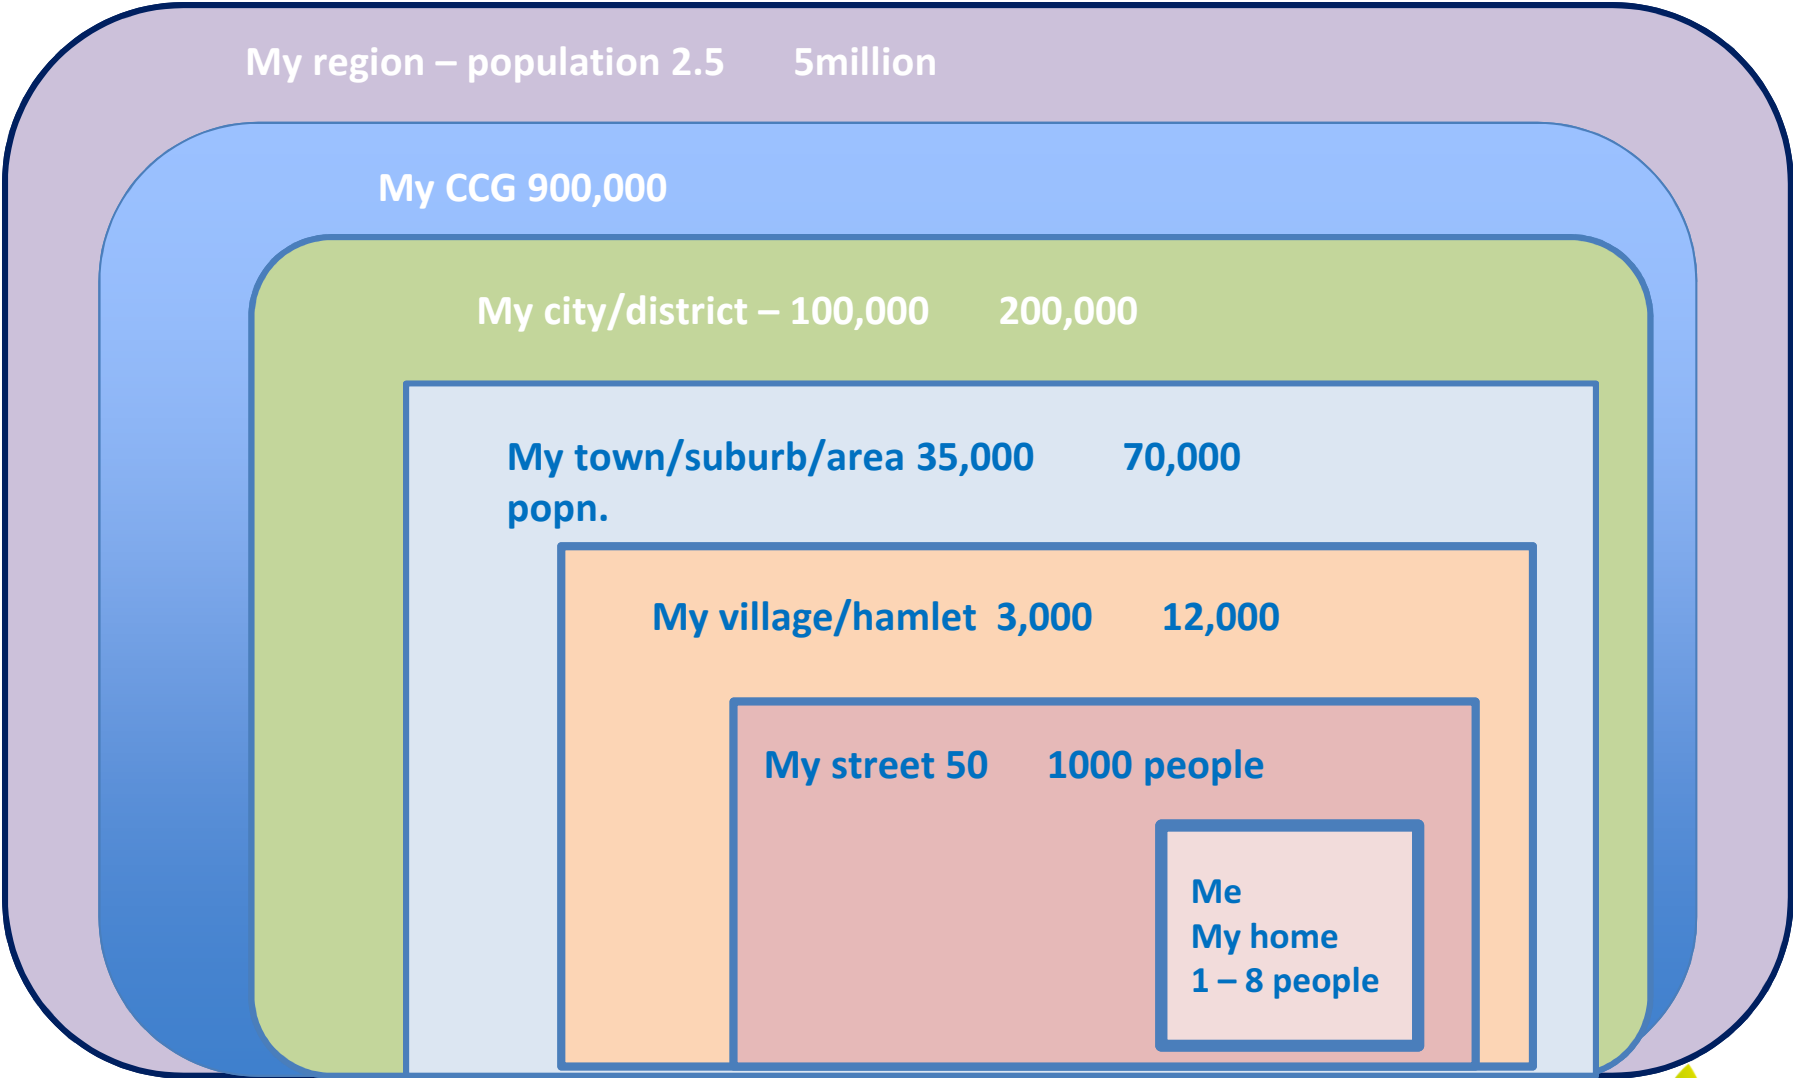 My region – population 2.5 5million
My CCG 900,000
My city/district – 100,000 200,000
My town/suburb/area 35,000 70,000
popn.
My village/hamlet 3,000 12,000
My street 50 1000 people
Me
My home
1 – 8 people